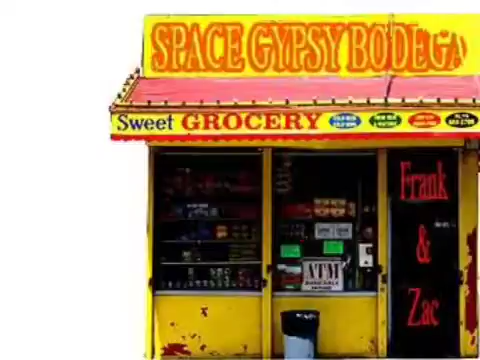 SPACE GYPSY BODEGA
Sweet GROCERY
Frank
&
Zac
ATM